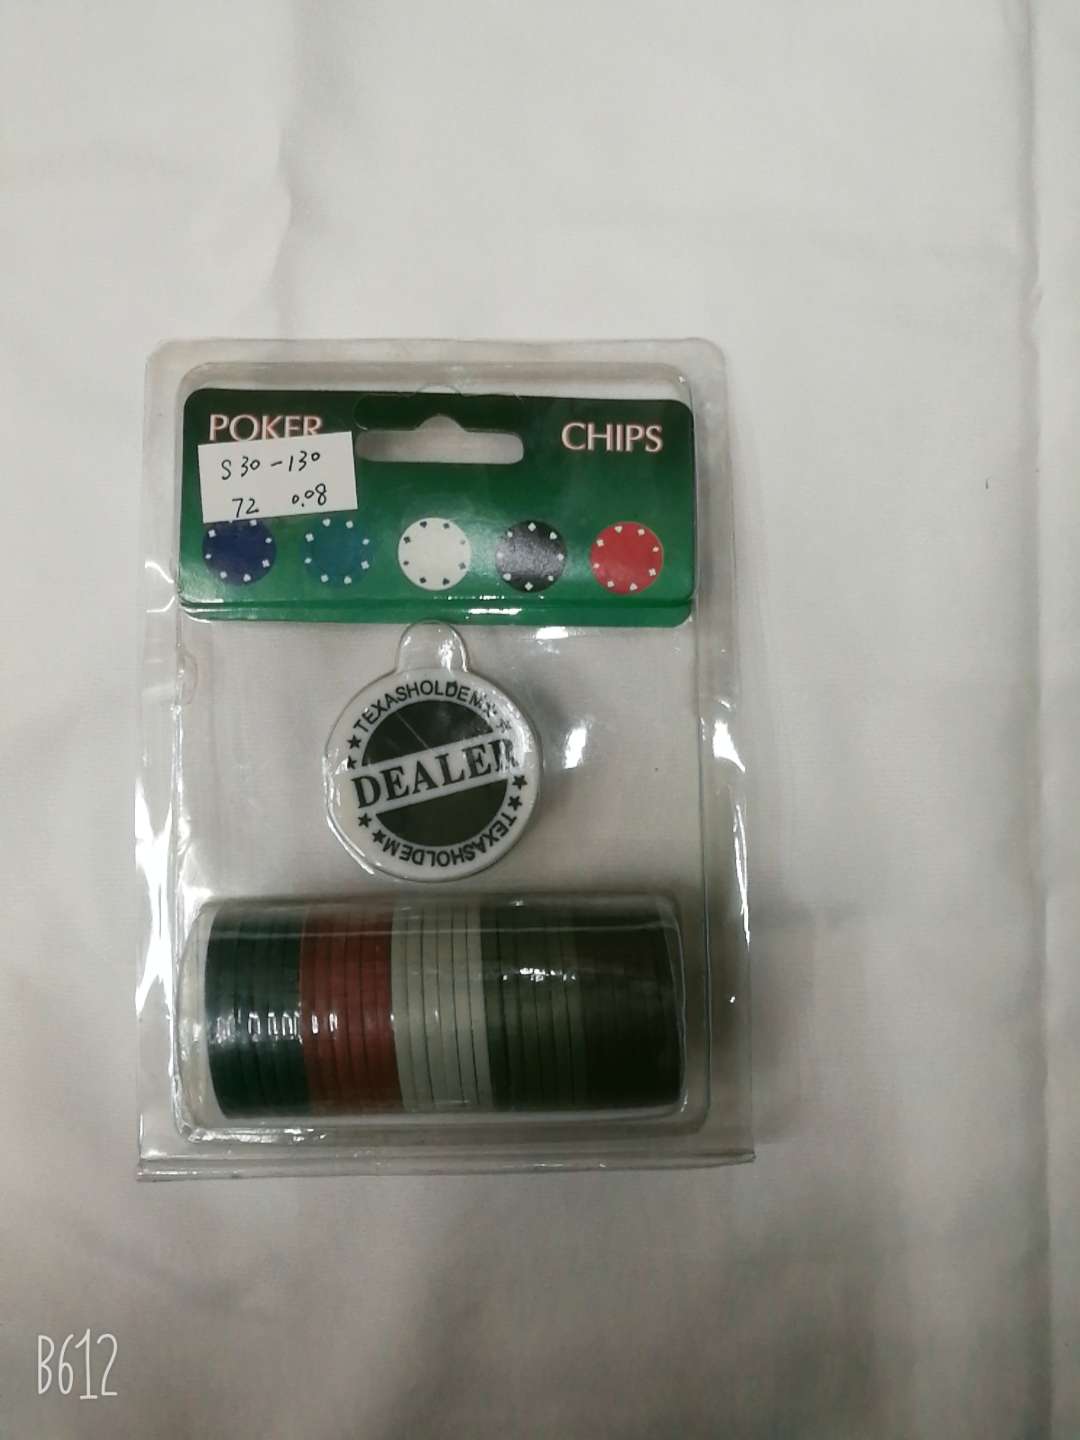 POKER
CHIPS
S30-130
72 0.08
TEXASHOLDEM
DEALER
TEXASHOLDEM
B612